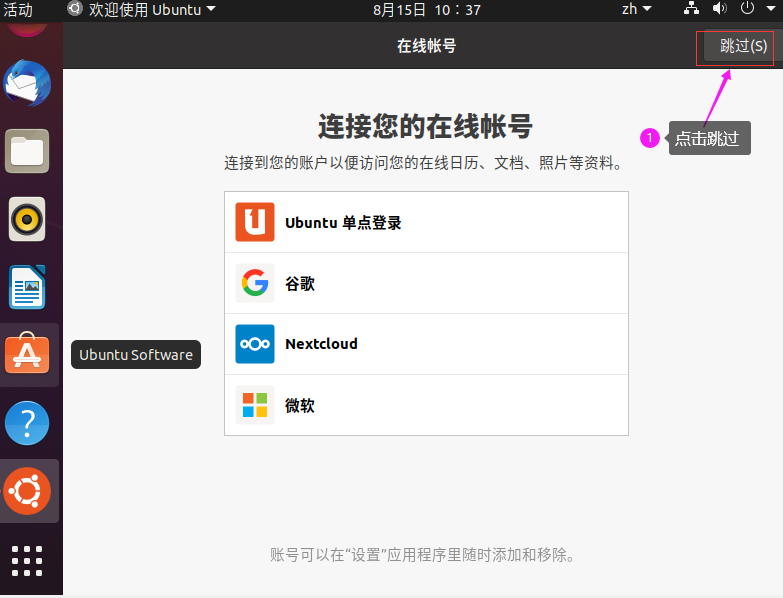 活动 欢迎使用 Ubuntu 8月15日 10：37 zh
在线帐号 跳过(S)
连接您的在线帐号
1 点击跳过
连接到您的账户以便访问您的在线日历、文档、照片等资料。
Ubuntu 单点登录
谷歌
Nextcloud
Ubuntu Software
微软
账号可以在“设置”应用程序里随时添加和移除。